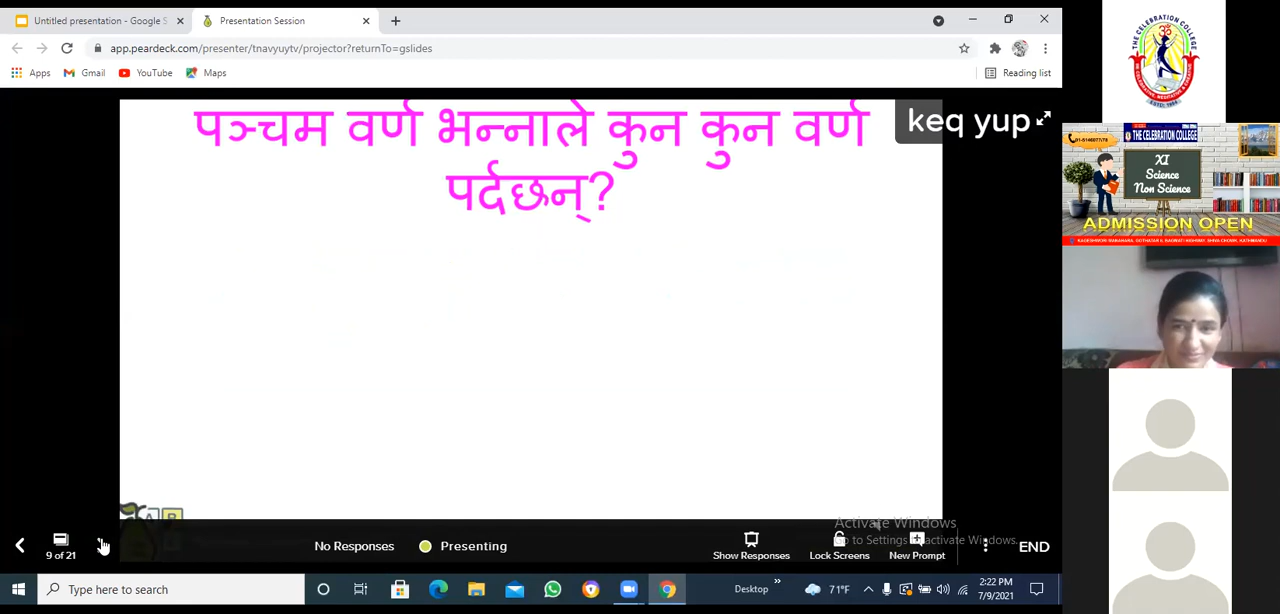 Untitled presentation - Google S
Presentation Session
app.peardeck.com/presenter/tnavyuytv/projector?returnTo=gslides
Apps
Gmail
YouTube
Maps
Reading list
पञ्चम वर्ण भन्नाले कुन कुन वर्ण
पर्दछन्?
keq yup
9 of 21
No Responses
Presenting
Show Responses
Lock Screens
New Prompt
END
Activate Windows
Go to Settings to activate Windows.
Type here to search
Desktop
71°F
2:22 PM
7/9/2021
THE CELEBRATION COLLEGE
THE CELEBRATION COLLEGE
XI
Science
Non Science
ADMISSION OPEN